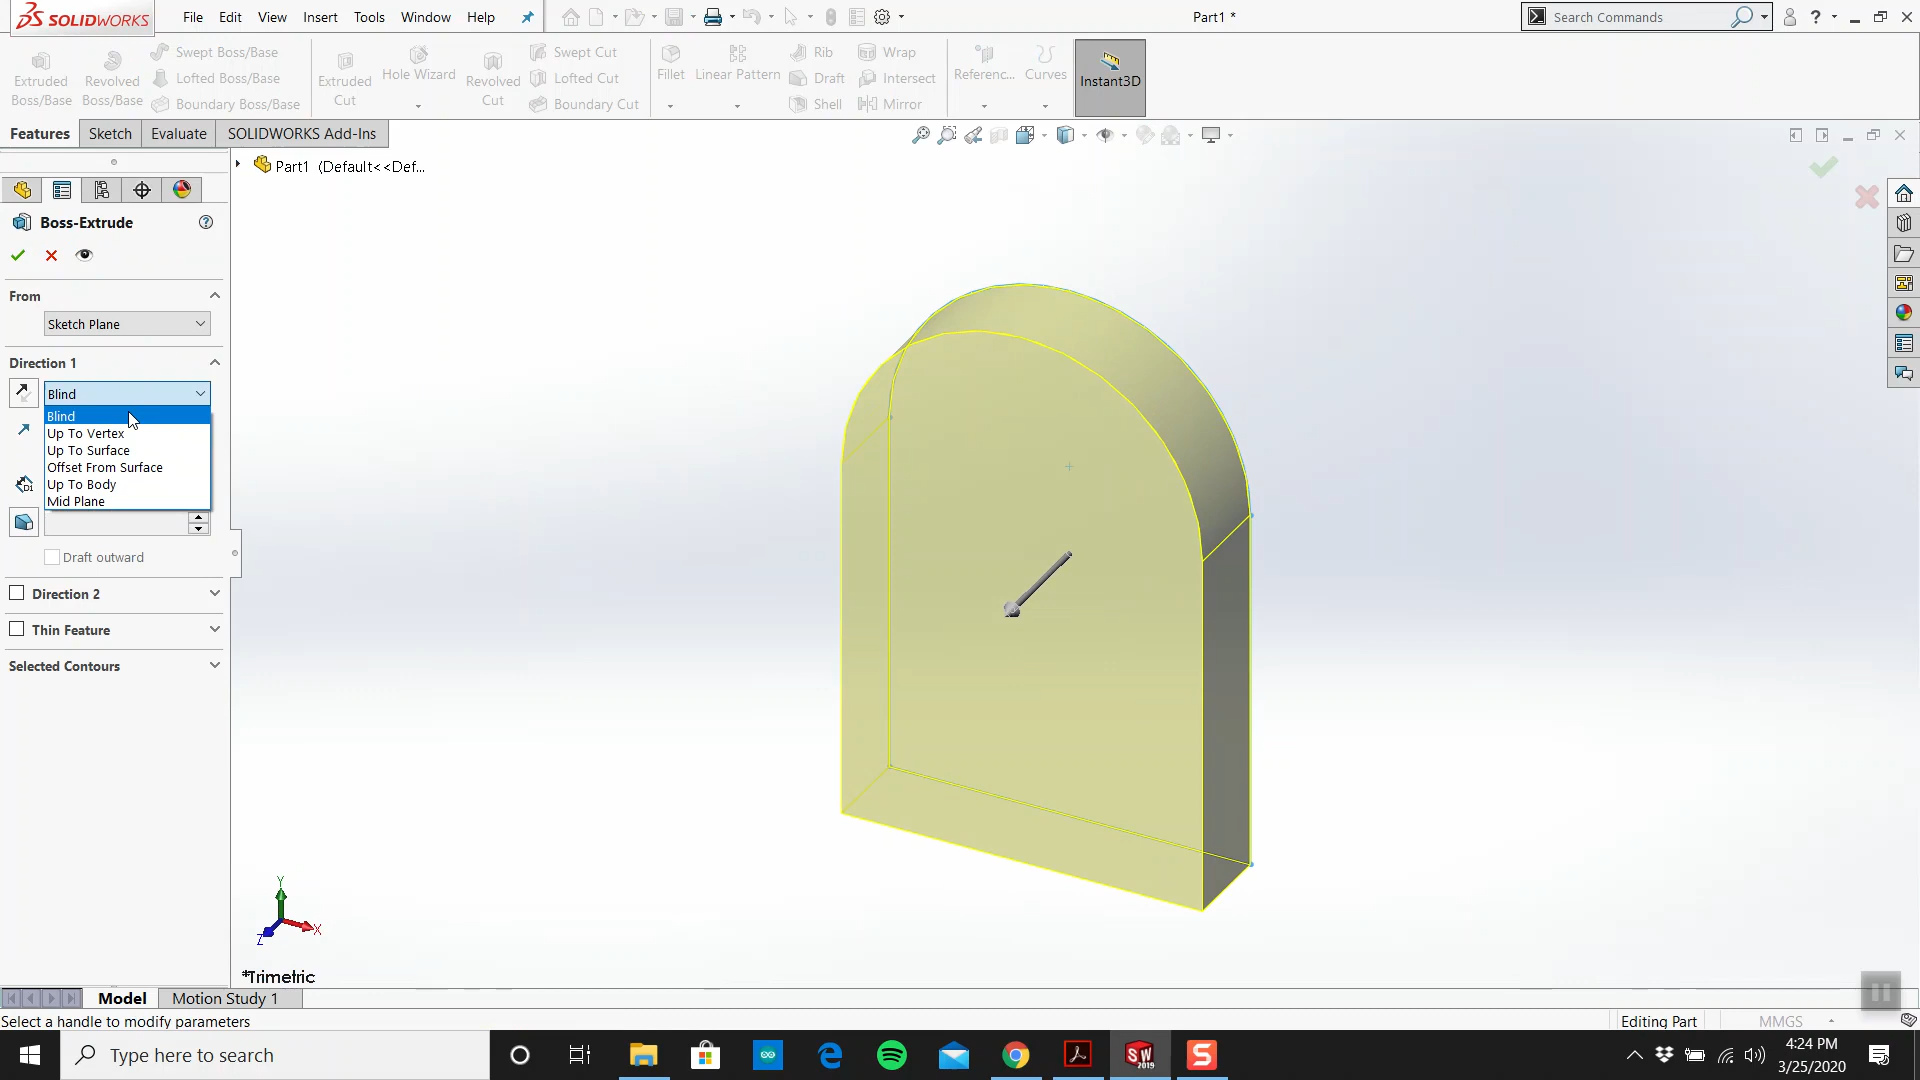 SOLIDWORKS File Edit View Insert Tools Window Help Part1 * Search Commands ?
Extruded Boss/Base
Revolved Boss/Base
Swept Boss/Base
Lofted Boss/Base
Boundary Boss/Base
Extruded Cut
Hole Wizard
Revolved Cut
Swept Cut
Lofted Cut
Boundary Cut
Fillet
Linear Pattern
Rib
Draft
Shell
Wrap
Intersect
Mirror
Referenc...
Curves
Instant3D
Features Sketch Evaluate SOLIDWORKS Add-Ins
Part1 (Default<<Def...
Boss-Extrude ?
From
Sketch Plane
Direction 1
Blind
Blind
Up To Vertex
Up To Surface
Offset From Surface
Up To Body
Mid Plane
D1
Draft outward
Direction 2
Thin Feature
Selected Contours
Y
X
Z
*Trimetric
Model Motion Study 1
Select a handle to modify parameters Editing Part MMGS
Type here to search
SW
2019
S
4:24 PM
3/25/2020